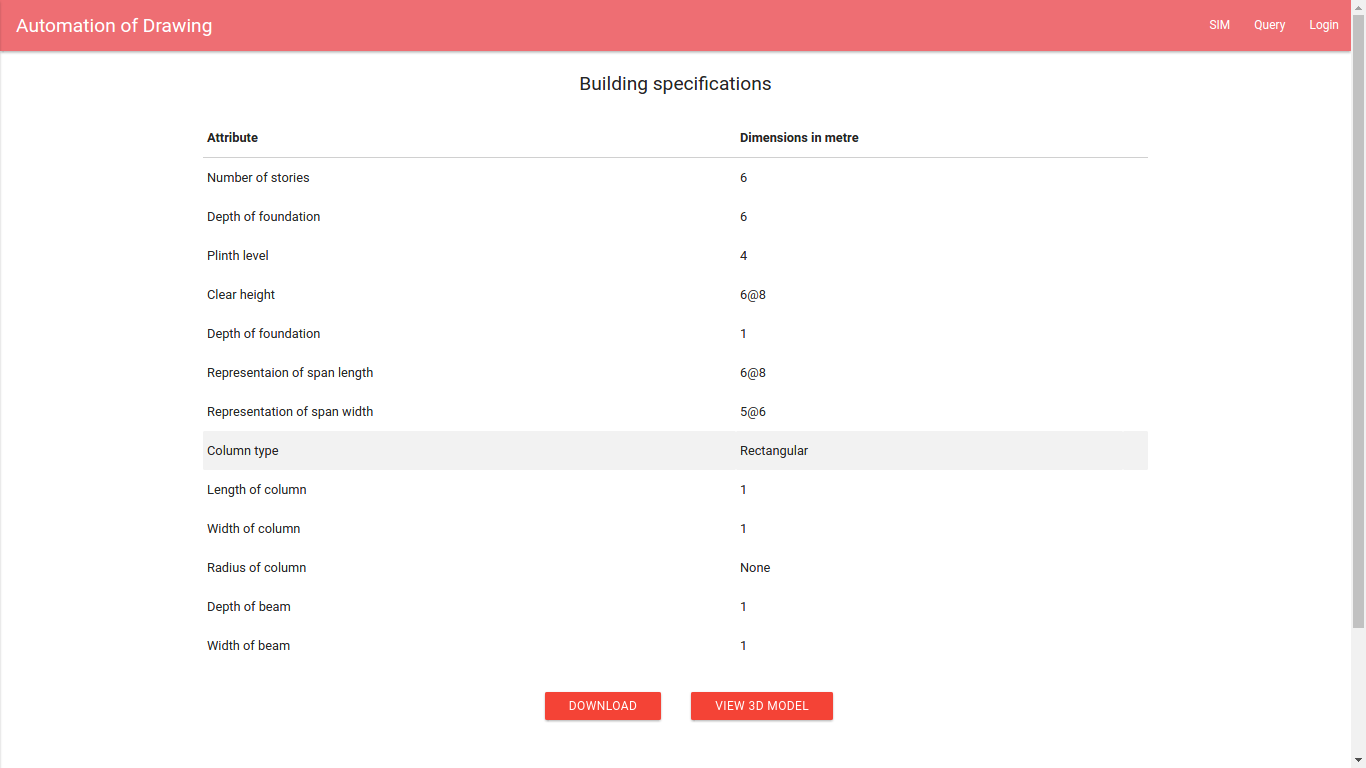 Automation of Drawing SIM Query Login
Building specifications
Attribute Dimensions in metre
Number of stories 6
Depth of foundation 6
Plinth level 4
Clear height 6@8
Depth of foundation 1
Representaion of span length 6@8
Representation of span width 5@6
Column type Rectangular
Length of column 1
Width of column 1
Radius of column None
Depth of beam 1
Width of beam 1
DOWNLOAD VIEW 3D MODEL